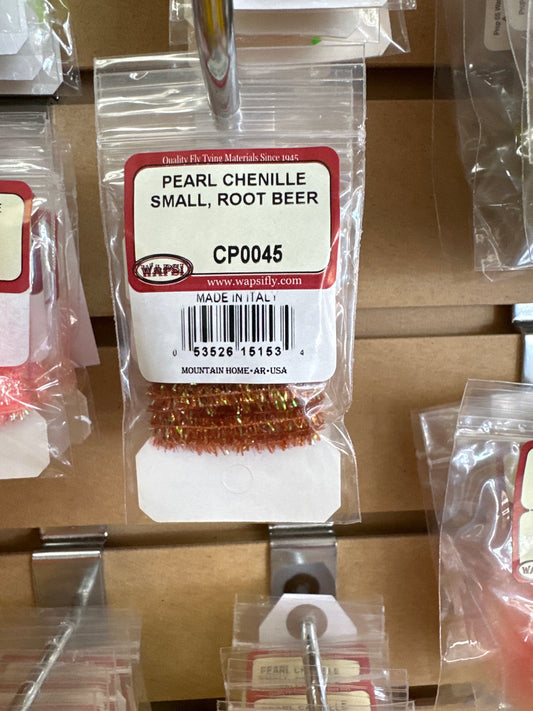 Quality Fly Tying Materials Since 1945
PEARL CHENILLE
SMALL, ROOT BEER
CP0045
WAPSI
www.wapsifly.com
MADE IN ITALY
0 53526 15153 4
MOUNTAIN HOME•AR•USA
PEARL CHENILLE